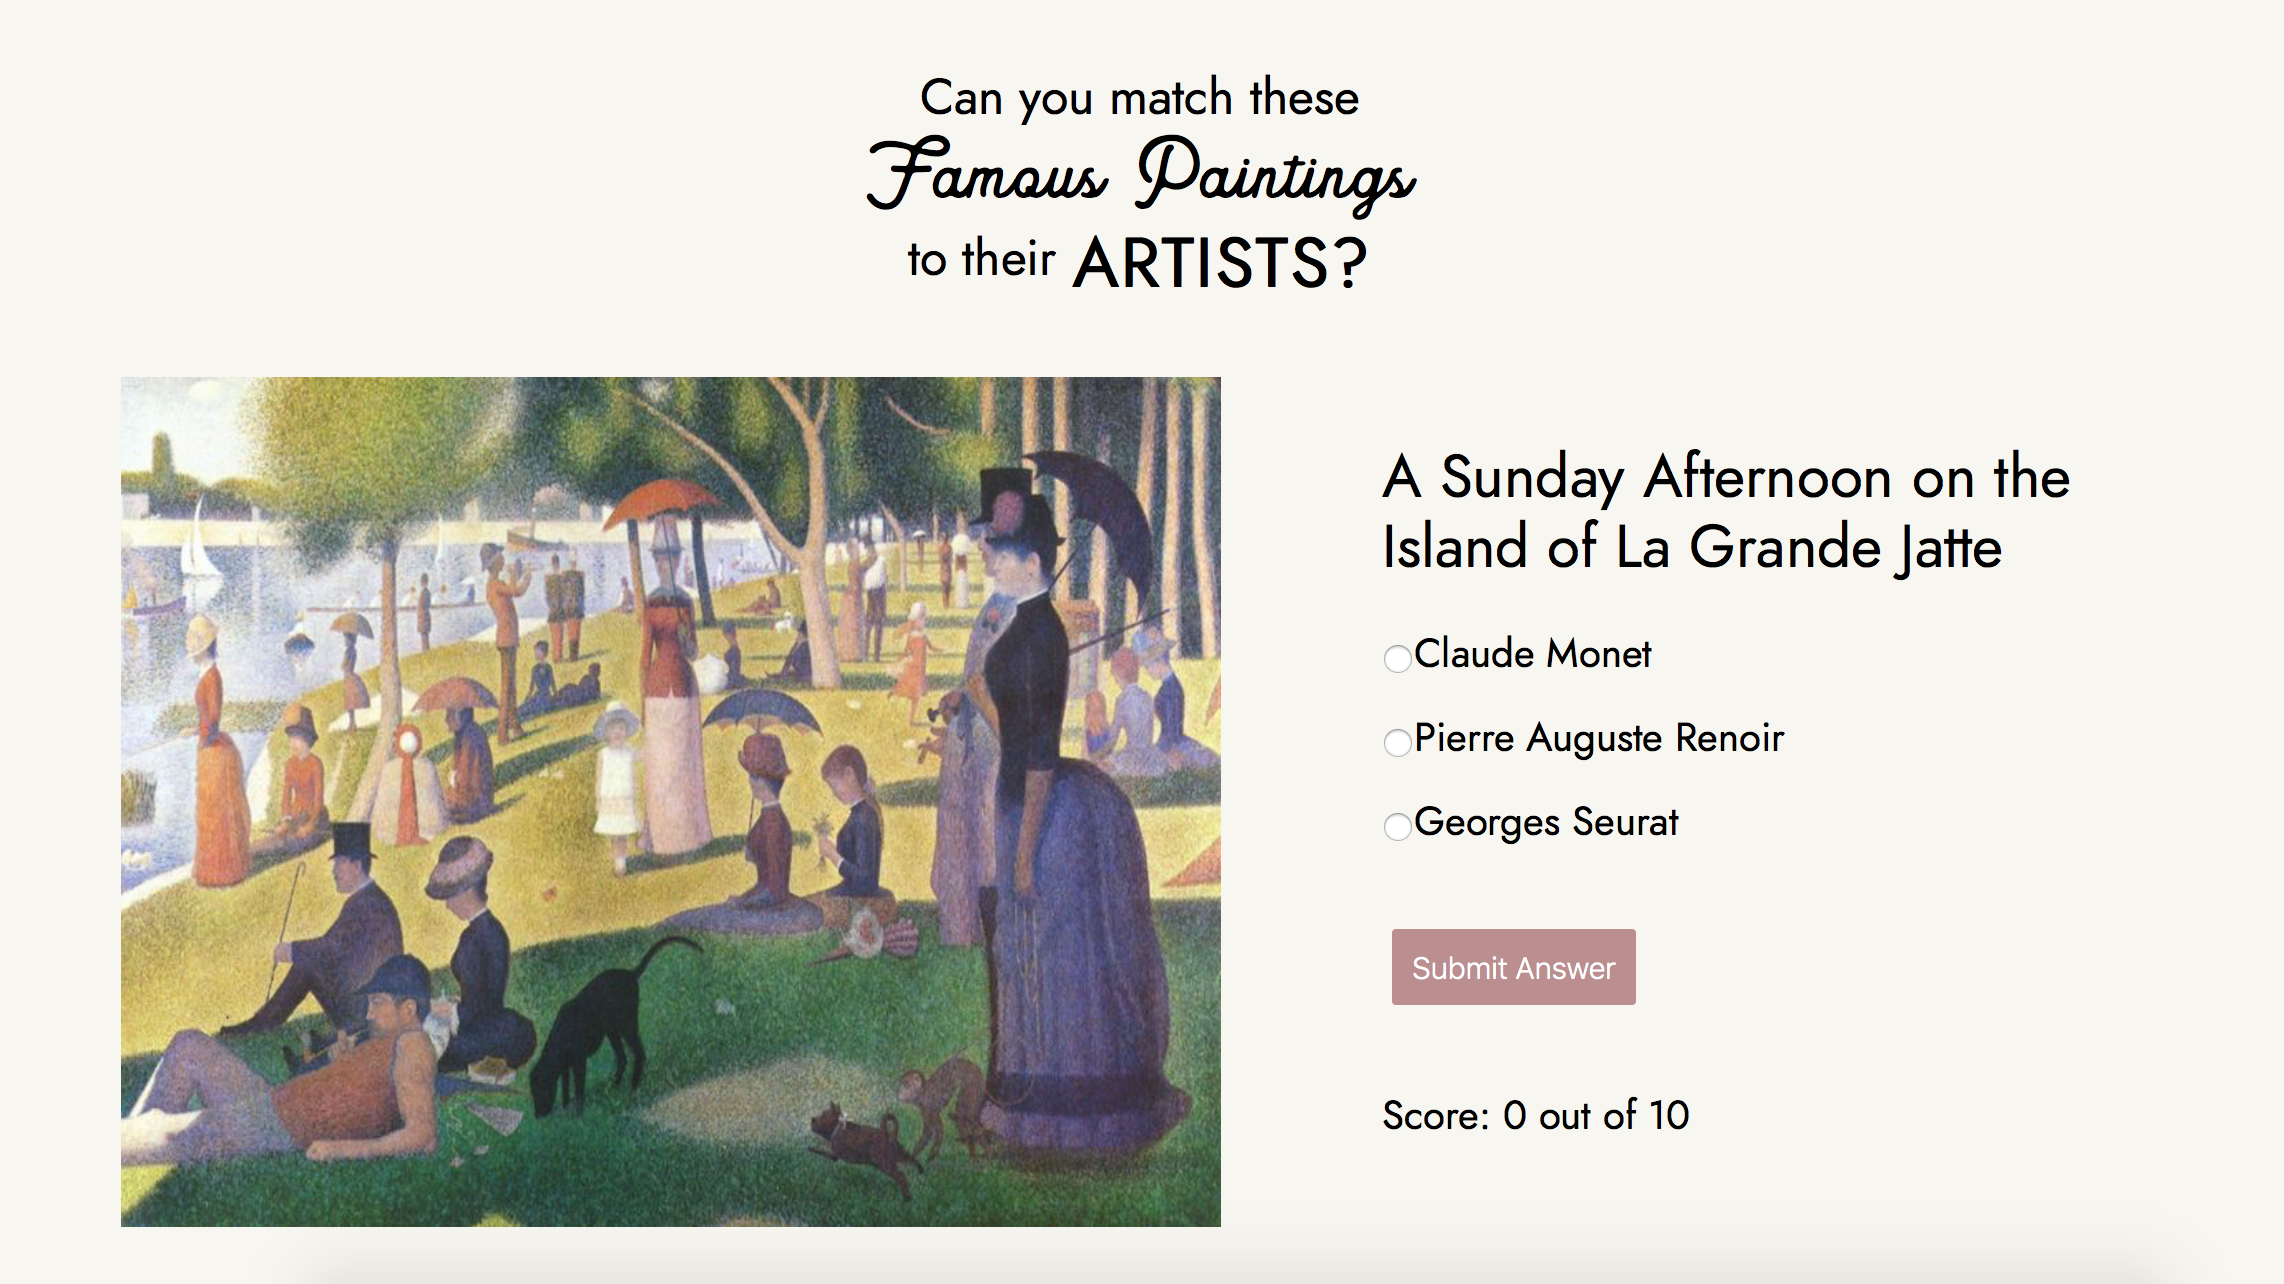 Can you match these
Famous Paintings
to their ARTISTS?
A Sunday Afternoon on the
Island of La Grande Jatte
Claude Monet
Pierre Auguste Renoir
Georges Seurat
Submit Answer
Score: 0 out of 10